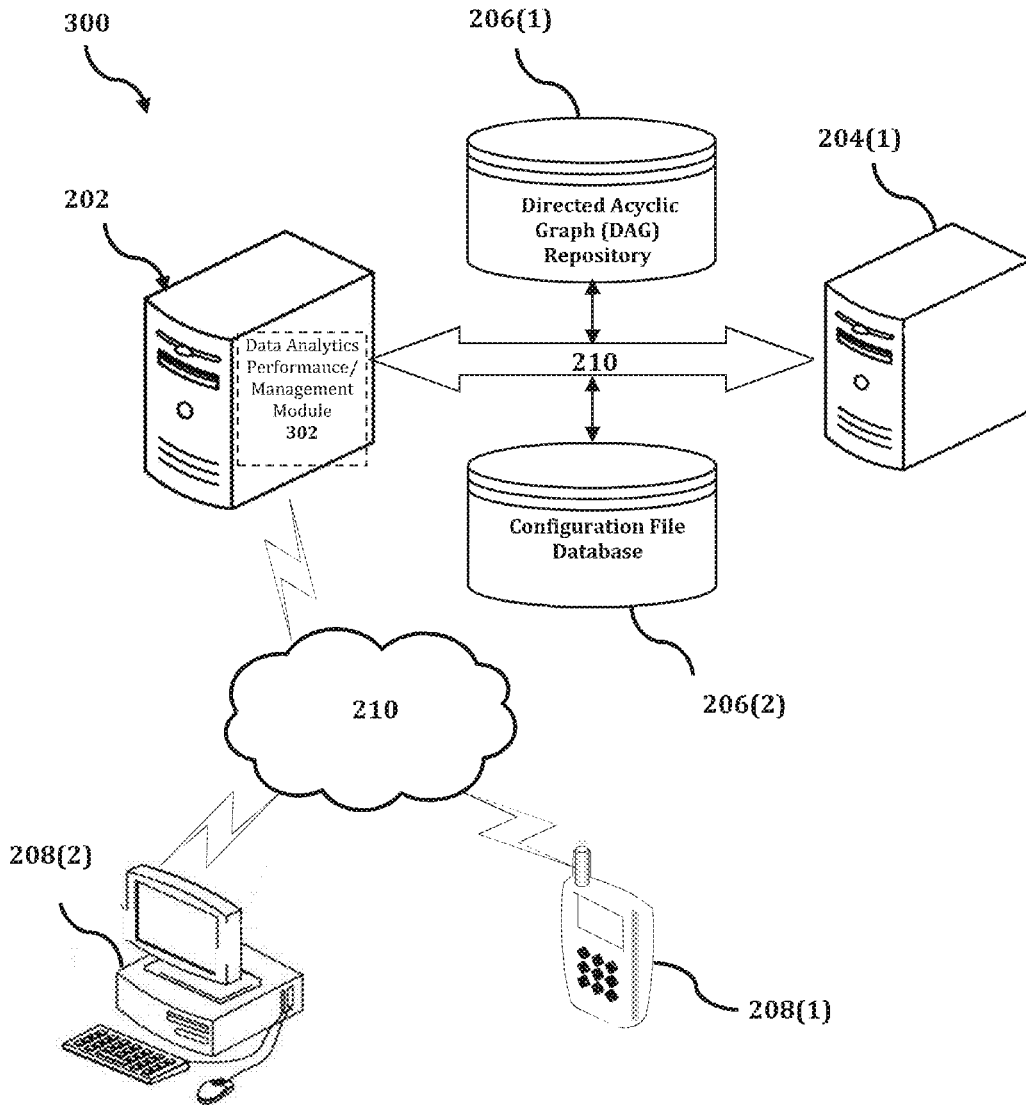 300
206(1)
204(1)
202
Directed Acyclic
Graph (DAG)
Repository
Data Analytics
Performance/
Management
Module
302
210
Configuration File
Database
206(2)
210
208(2)
208(1)